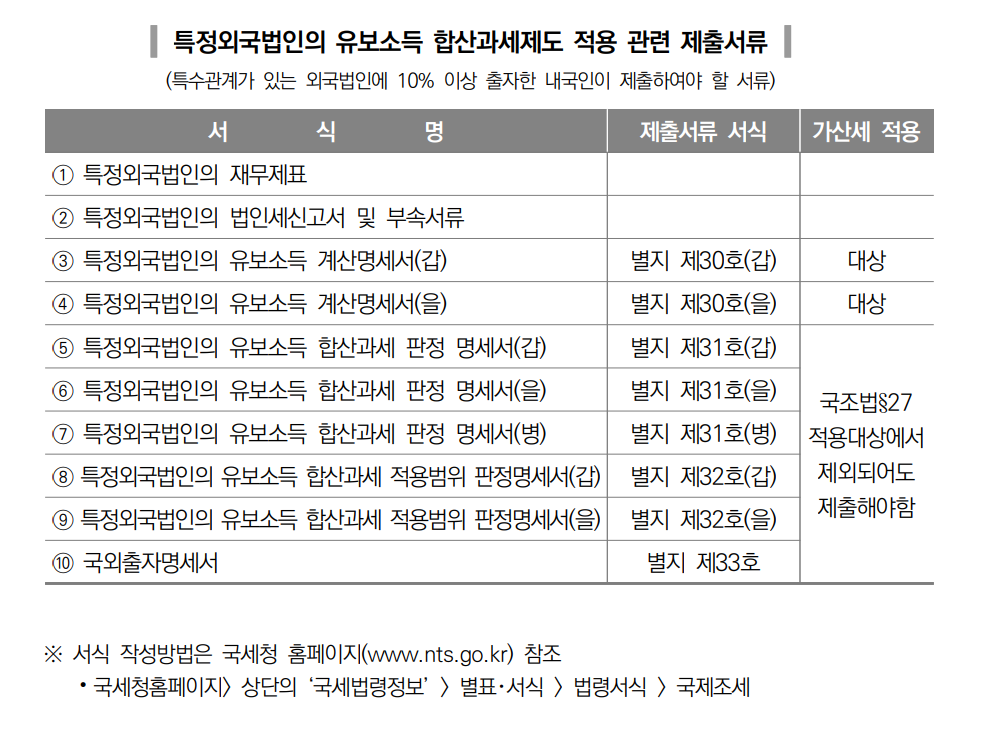 특정외국법인의 유보소득 합산과세제도 적용 관련 제출서류
(특수관계가 있는 외국법인에 10% 이상 출자한 내국인이 제출하여야 할 서류)
서 식 명 제출서류 서식 가산세 적용
① 특정외국법인의 재무제표
② 특정외국법인의 법인세신고서 및 부속서류
③ 특정외국법인의 유보소득 계산명세서(갑) 별지 제30호(갑) 대상
④ 특정외국법인의 유보소득 계산명세서(을) 별지 제30호(을) 대상
⑤ 특정외국법인의 유보소득 합산과세 판정 명세서(갑) 별지 제31호(갑)
⑥ 특정외국법인의 유보소득 합산과세 판정 명세서(을) 별지 제31호(을)
⑦ 특정외국법인의 유보소득 합산과세 판정 명세서(병) 별지 제31호(병)
⑧ 특정외국법인의 유보소득 합산과세 적용범위 판정명세서(갑) 별지 제32호(갑)
⑨ 특정외국법인의 유보소득 합산과세 적용범위 판정명세서(을) 별지 제32호(을)
⑩ 국외출자명세서 별지 제33호
국조법§27
적용대상에서
제외되어도
제출해야함
※ 서식 작성방법은 국세청 홈페이지(www.nts.go.kr) 참조
• 국세청홈페이지〉 상단의 ‘국세법령정보’ 〉 별표·서식 〉 법령서식 〉 국제조세